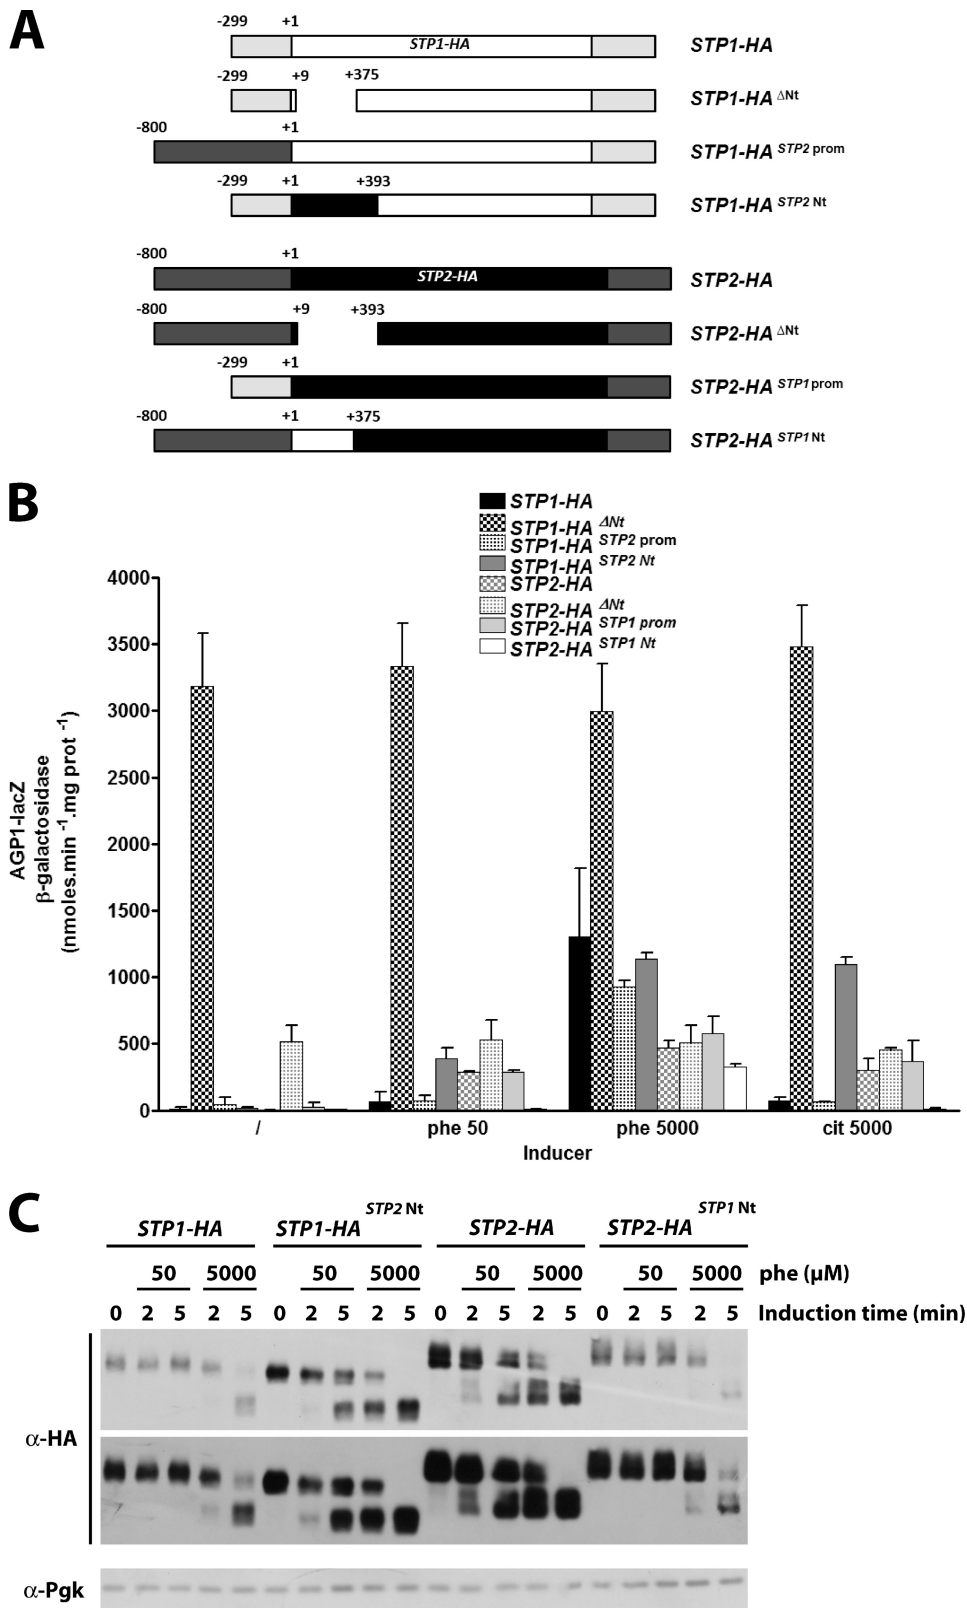 A
-299 +1
STP1-HA
STP1-HA
-299 +9 +375
STP1-HA ΔNt
-800 +1
STP1-HA STP2 prom
-299 +1 +393
STP1-HA STP2 Nt
-800 +1
STP2-HA
STP2-HA
-800 +9 +393
STP2-HA ΔNt
-299 +1
STP2-HA STP1 prom
-800 +1 +375
STP2-HA STP1 Nt
B
STP1-HA
STP1-HA ΔNt
STP1-HA STP2 prom
STP1-HA STP2 Nt
STP2-HA
STP2-HA ΔNt
STP2-HA STP1 prom
STP2-HA STP1 Nt
4000
3500
3000
2500
2000
1500
1000
500
0
AGP1-lacZ
β-galactosidase
(nmoles.min -1.mg prot -1)
/ phe 50 phe 5000 cit 5000
Inducer
C
STP1-HA STP1-HA STP2 Nt STP2-HA STP2-HA STP1 Nt
50 5000 50 5000 50 5000 50 5000 phe (μM)
0 2 5 2 5 0 2 5 2 5 0 2 5 2 5 0 2 5 2 5 Induction time (min)
α-HA
α-Pgk